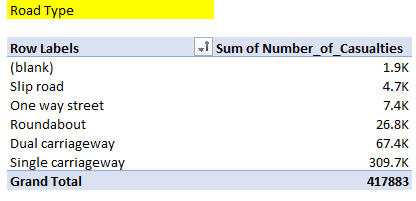 Road Type
Row Labels Sum of Number_of_Casualties
(blank) 1.9K
Slip road 4.7K
One way street 7.4K
Roundabout 26.8K
Dual carriageway 67.4K
Single carriageway 309.7K
Grand Total 417883